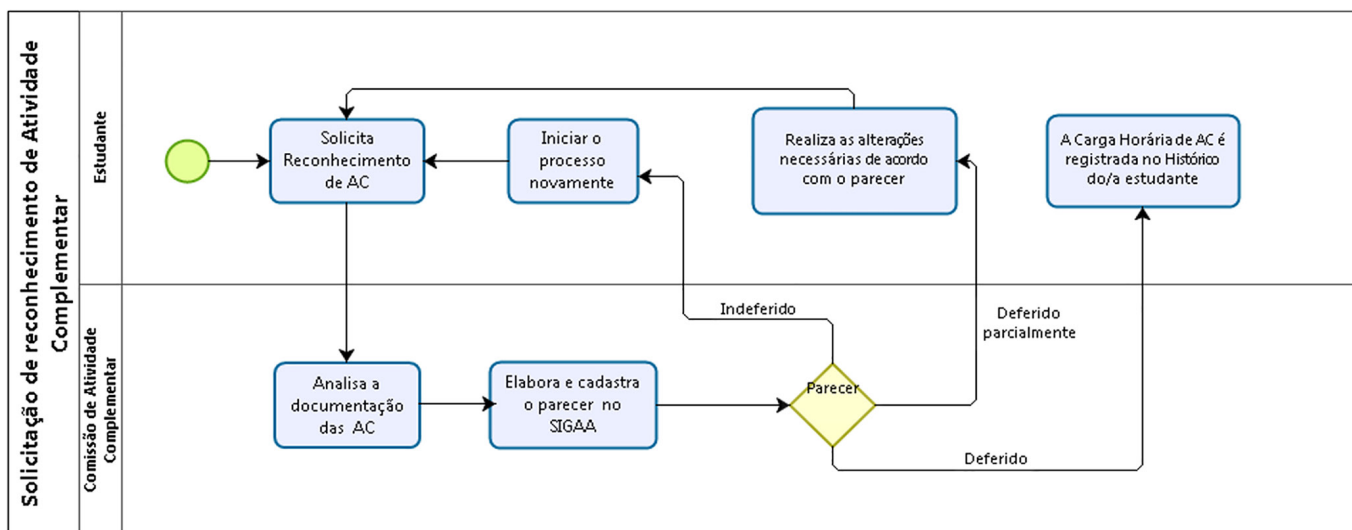 Solicitação de reconhecimento de Atividade
Complementar
Estudante
Solicita
Reconhecimento
de AC
Iniciar o
processo
novamente
Realiza as alterações
necessárias de acordo
com o parecer
A Carga Horária de AC é
registrada no Histórico
do/a estudante
Comissão de Atividade
Complementar
Analisa a
documentação
das AC
Elabora e cadastra
o parecer no
SIGAA
Parecer
Indeferido
Deferido
parcialmente
Deferido